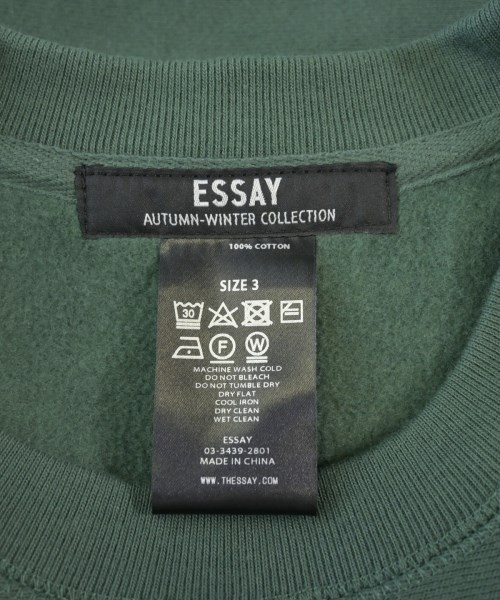 ESSAY
AUTUMN-WINTER COLLECTION
100% COTTON
SIZE 3
30
F W
MACHINE WASH COLD
DO NOT BLEACH
DO NOT TUMBLE DRY
DRY FLAT
COOL IRON
DRY CLEAN
WET CLEAN
ESSAY
03-3439-2801
MADE IN CHINA
WWW.THESSAY.COM